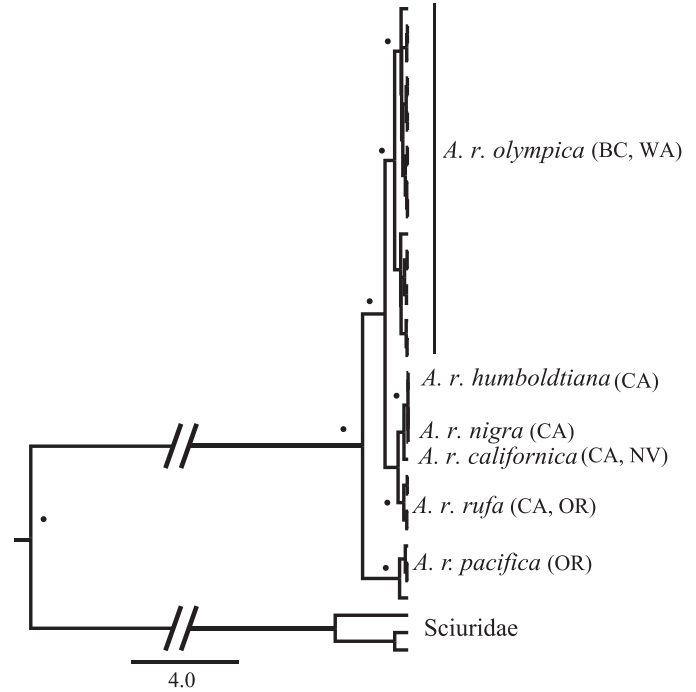 A. r. olympica (BC, WA)
A. r. humboldtiana (CA)
A. r. nigra (CA)
A. r. californica (CA, NV)
A. r. rufa (CA, OR)
A. r. pacifica (OR)
Sciuridae
4.0